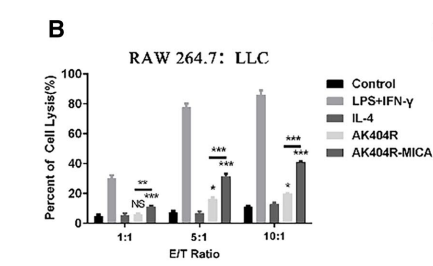 B
RAW 264.7: LLC
Percent of Cell Lysis(%)
100
80
60
40
20
0
NS
**
***
*
***
***
*
***
***
1:1
5:1
10:1
E/T Ratio
Control
LPS+IFN-γ
IL-4
AK404R
AK404R-MICA